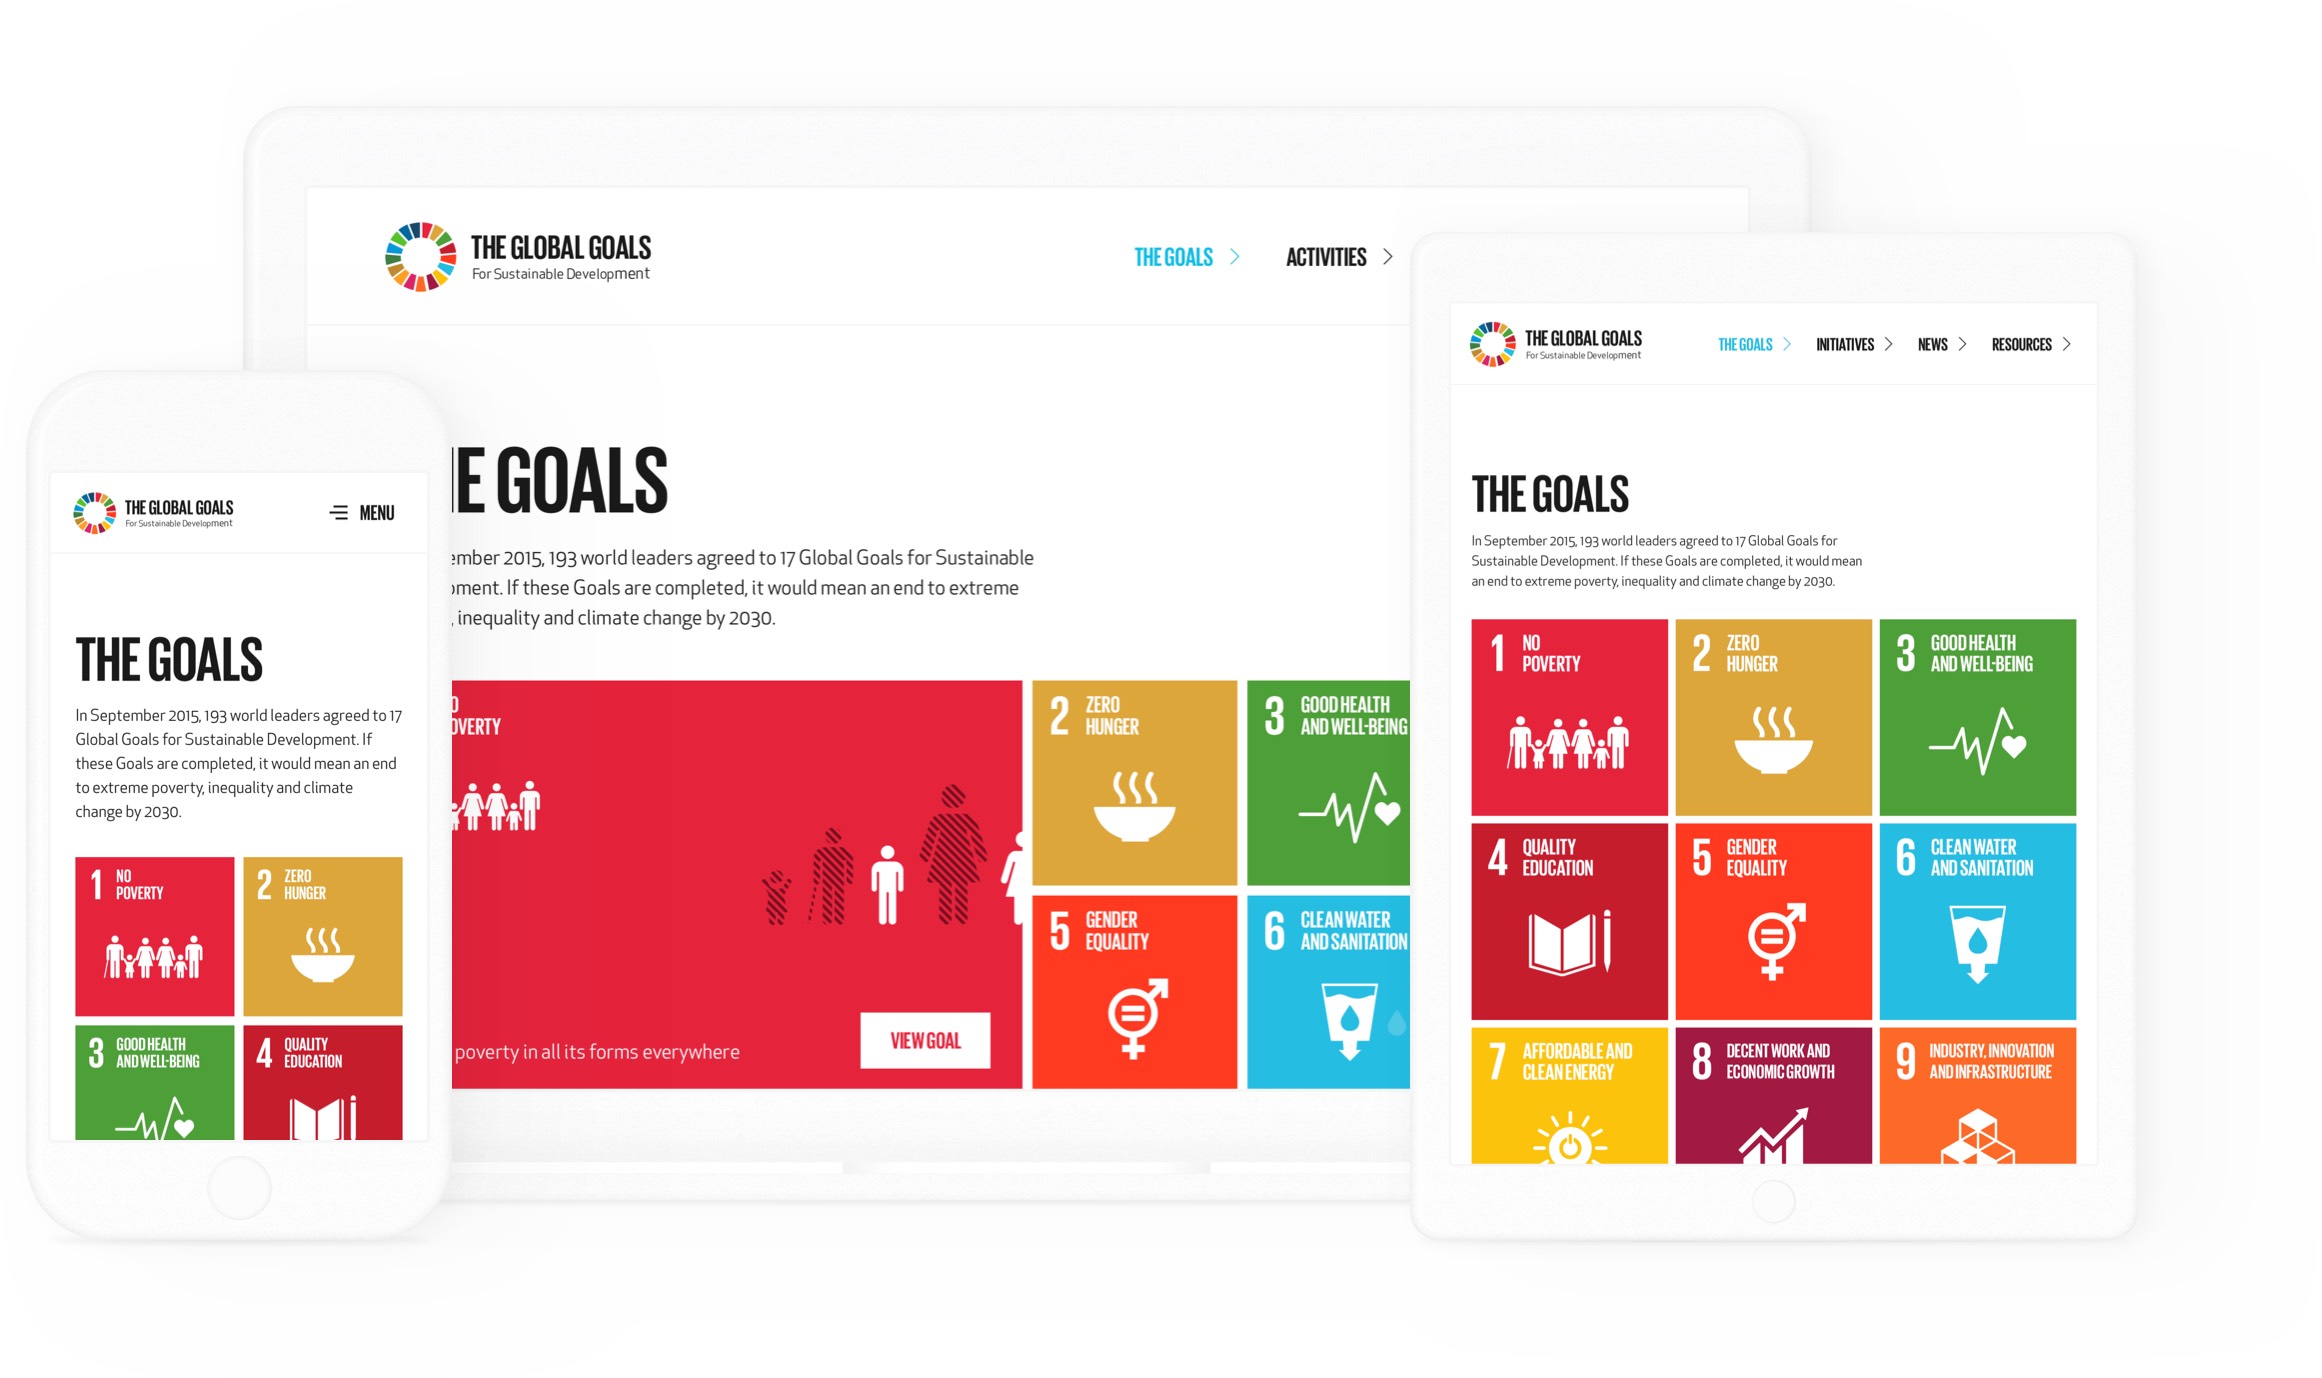 THE GLOBAL GOALS
For Sustainable Development
THE GOALS
ACTIVITIES
GOALS
2015, 193 world leaders agreed to 17 Global Goals for Sustainable
If these Goals are completed, it would mean an end to extreme
, inequality and climate change by 2030.
2 ZERO
HUNGER
3 GOOD HEALTH
AND WELL-BEING
5 GENDER
EQUALITY
6 CLEAN WATER
AND SANITATION
poverty in all its forms everywhere
VIEW GOAL
THE GLOBAL GOALS
For Sustainable Development
MENU
THE GOALS
In September 2015, 193 world leaders agreed to 17
Global Goals for Sustainable Development. If
these Goals are completed, it would mean an end
to extreme poverty, inequality and climate
change by 2030.
1 NO
POVERTY
2 ZERO
HUNGER
3 GOOD HEALTH
AND WELL-BEING
4 QUALITY
EDUCATION
THE GLOBAL GOALS
For Sustainable Development
THE GOALS
INITIATIVES
NEWS
RESOURCES
THE GOALS
In September 2015, 193 world leaders agreed to 17 Global Goals for
Sustainable Development. If these Goals are completed, it would mean
an end to extreme poverty, inequality and climate change by 2030.
1 NO
POVERTY
2 ZERO
HUNGER
3 GOOD HEALTH
AND WELL-BEING
4 QUALITY
EDUCATION
5 GENDER
EQUALITY
6 CLEAN WATER
AND SANITATION
7 AFFORDABLE AND
CLEAN ENERGY
8 DECENT WORK AND
ECONOMIC GROWTH
9 INDUSTRY, INNOVATION
AND INFRASTRUCTURE